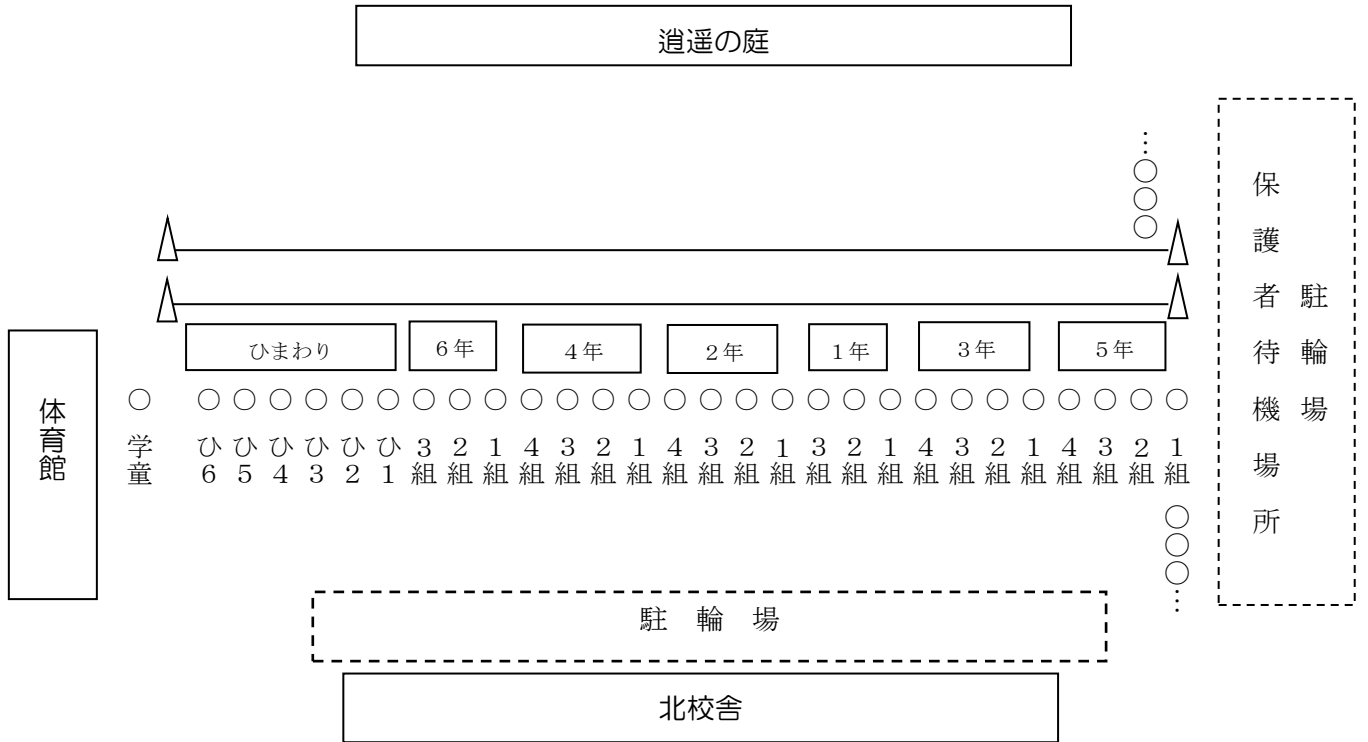 逍遥の庭
保護者待機場所
駐輪場
ひまわり
6年
4年
2年
1年
3年
5年
体育館
学童
ひ6
ひ5
ひ4
ひ3
ひ2
ひ1
3組
2組
1組
4組
3組
2組
1組
4組
3組
2組
1組
3組
2組
1組
4組
3組
2組
1組
4組
3組
2組
1組
駐輪場
北校舎